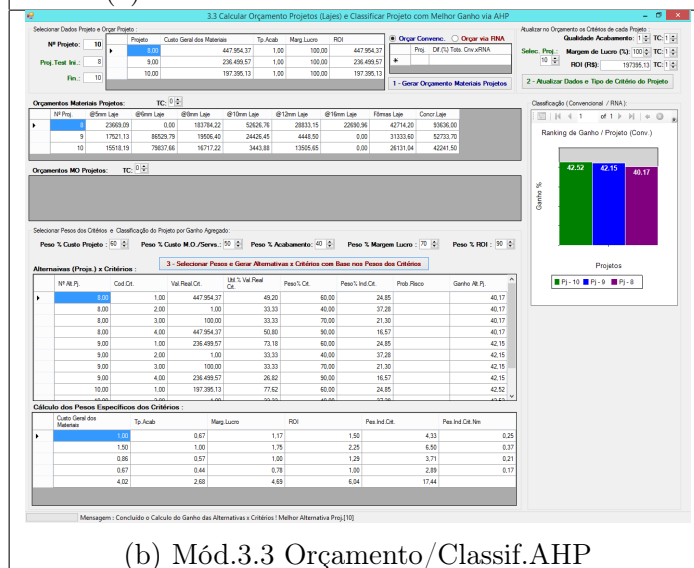 3.3 Calcular Orçamento Projetos (Lajes) e Classificar Projeto com Melhor Ganho via AHP
Selecionar Dados Projeto e Orçar Projeto :
Nº Projeto: 10
Proj.Test Ini.: 8
Fin.: 10
Projeto Custo Geral dos Materiais Tp.Acab Marg.Lucro ROI
8,00 447.954,37 1,00 100,00 447.954,37
9,00 236.499,57 1,00 100,00 236.499,57
10,00 197.395,13 1,00 100,00 197.395,13
Orçar Convenc. Orçar via RNA
Proj. Dif.(%) Tots. Cnv.xRNA
1 - Gerar Orçamento Materiais Projetos
Atualizar no Orçamento os Critérios de cada Projeto :
Qualidade Acabamento: 1 TC: 1
Selec. Proj.: 10 Margem de Lucro (%): 100 TC: 1
ROI (R$): 197395,13 TC: 1
2 - Atualizar Dados e Tipo de Critério do Projeto
Orçamentos Materiais Projetos: TC: 0
Nº Proj. @5mm Laje @6mm Laje @8mm Laje @10mm Laje @12mm Laje @16mm Laje Fôrmas Laje Concr.Laje
8 23669,09 0,00 183784,22 52626,76 28833,15 22690,96 42714,20 93636,00
9 17521,13 86529,79 19506,40 24426,45 4448,50 0,00 31333,60 52733,70
10 15518,19 79837,66 16717,22 3443,88 13505,65 0,00 26131,04 42241,50
Orçamentos MO Projetos: TC: 0
Classificação (Convencional / RNA):
1 of 1
Ranking de Ganho / Projeto (Conv.)
Ganho %
42.52 42.15 40.17
Projetos
Pj - 10 Pj - 9 Pj - 8
Selecionar Pesos dos Critérios e Classificação do Projeto por Ganho Agregado:
Peso % Custo Projeto : 60 Peso % Custo M.O./Servs.: 50 Peso % Acabamento: 40 Peso % Margem Lucro : 70 Peso % ROI : 90
3 - Selecionar Pesos e Gerar Alternativas x Critérios com Base nos Pesos dos Critérios
Alternaivas (Projs.) x Critérios :
Nº Alt.Pj. Cod.Crit. Val.Real.Crit. Util.% Val.Real Crit. Peso% Crit. Peso% Ind.Crit. Prob.Risco Ganho Alt.Pj.
8,00 1,00 447.954,37 49,20 60,00 24,85 40,17
8,00 2,00 1,00 33,33 40,00 37,28 40,17
8,00 3,00 100,00 33,33 70,00 21,30 40,17
8,00 4,00 447.954,37 50,80 90,00 16,57 40,17
9,00 1,00 236.499,57 73,18 60,00 24,85 42,15
9,00 2,00 1,00 33,33 40,00 37,28 42,15
9,00 3,00 100,00 33,33 70,00 21,30 42,15
9,00 4,00 236.499,57 26,82 90,00 16,57 42,15
10,00 1,00 197.395,13 77,62 60,00 24,85 42,52
Cálculo dos Pesos Específicos dos Critérios :
Custo Geral dos Materiais Tp.Acab Marg.Lucro ROI Pes.Ind.Crit. Pes.Ind.Crit.Nm
1,00 0,67 1,17 1,50 4,33 0,25
1,50 1,00 1,75 2,25 6,50 0,37
0,86 0,57 1,00 1,29 3,71 0,21
0,67 0,44 0,78 1,00 2,89 0,17
4,02 2,68 4,69 6,04 17,44
Mensagem : Concluído o Calculo do Ganho das Alternativas x Critérios ! Melhor Alternativa Proj.[10]
(b) Mód.3.3 Orçamento/Classif.AHP